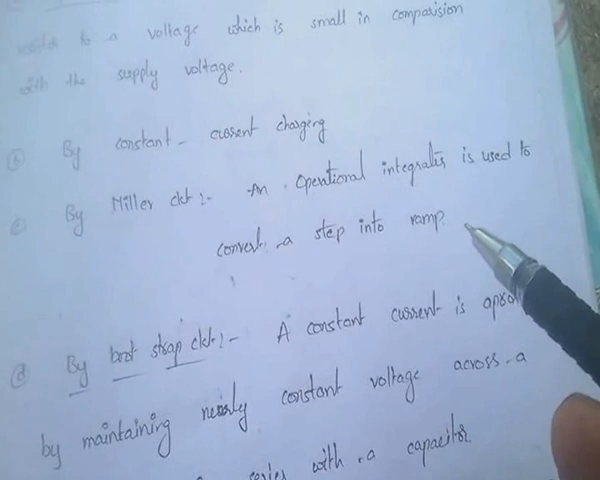 to a voltage which is small in comparision
with the supply voltage.
ⓑ By constant - current charging
ⓒ By Miller ckt :- An Operational integrator is used to
convert a step into ramp.
ⓓ By boot strap ckt :- A constant current is
by maintaining nearly constant voltage across a
series with a capacitor.